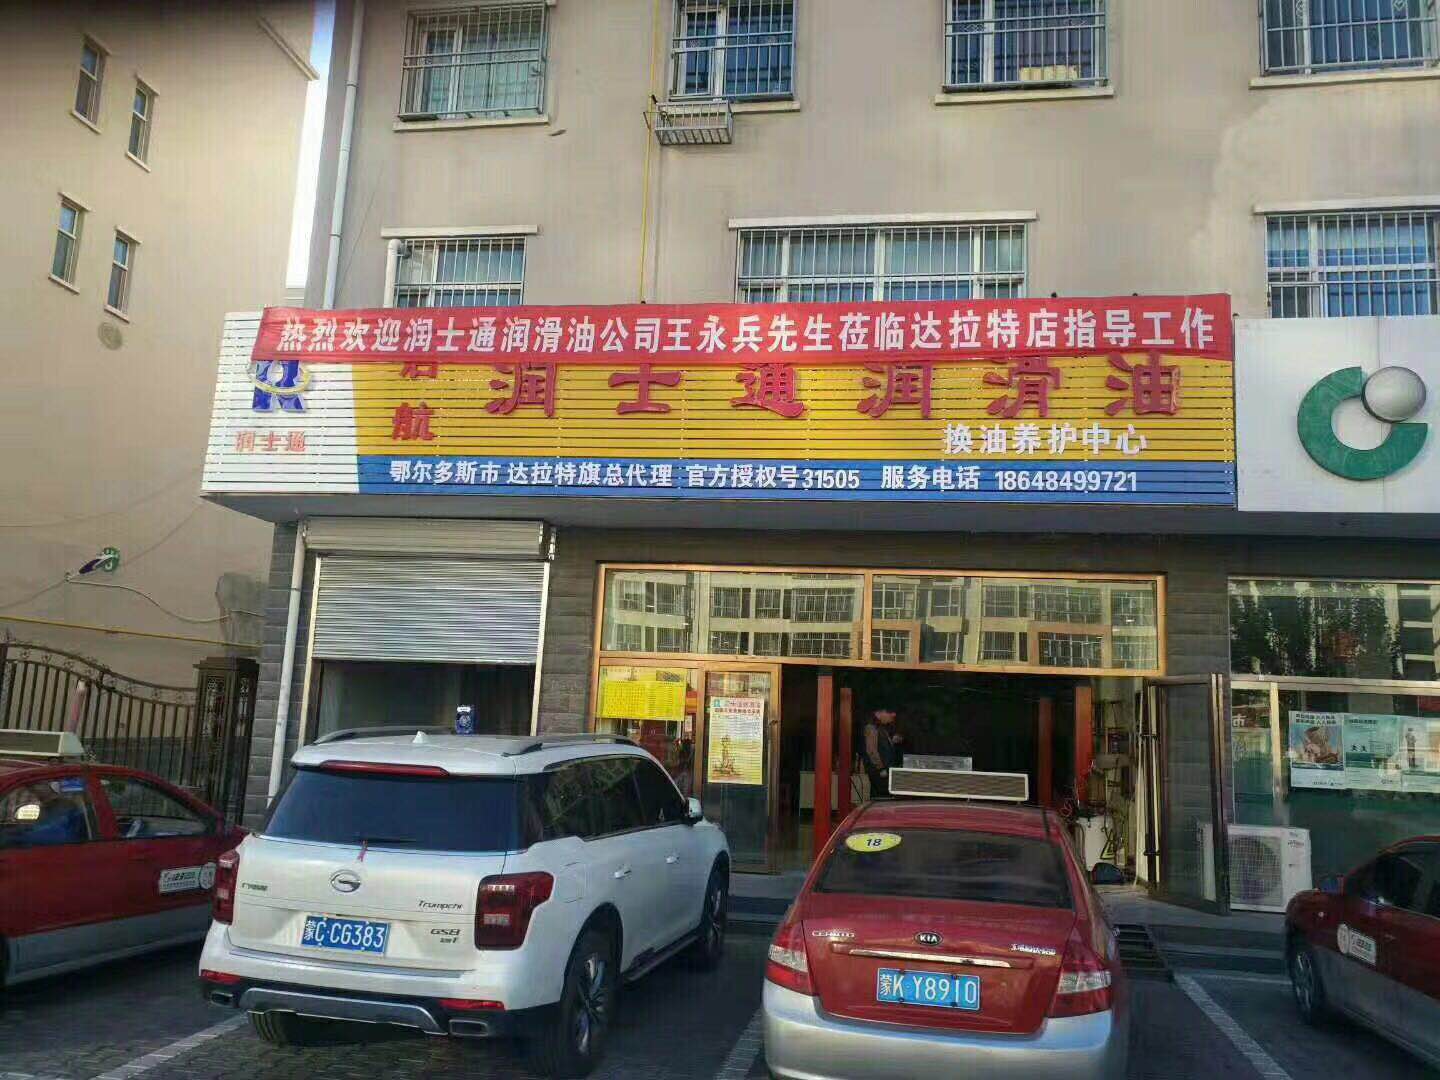 热烈欢迎润士通润滑油公司王永兵先生莅临达拉特店指导工作
润士通
启航
润士通润滑油
换油养护中心
鄂尔多斯市 达拉特旗总代理 官方授权号31505 服务电话 18648499721
18
Trumpchi
GS8
蒙C·CG383
CERATO
KIA
蒙K·Y8910